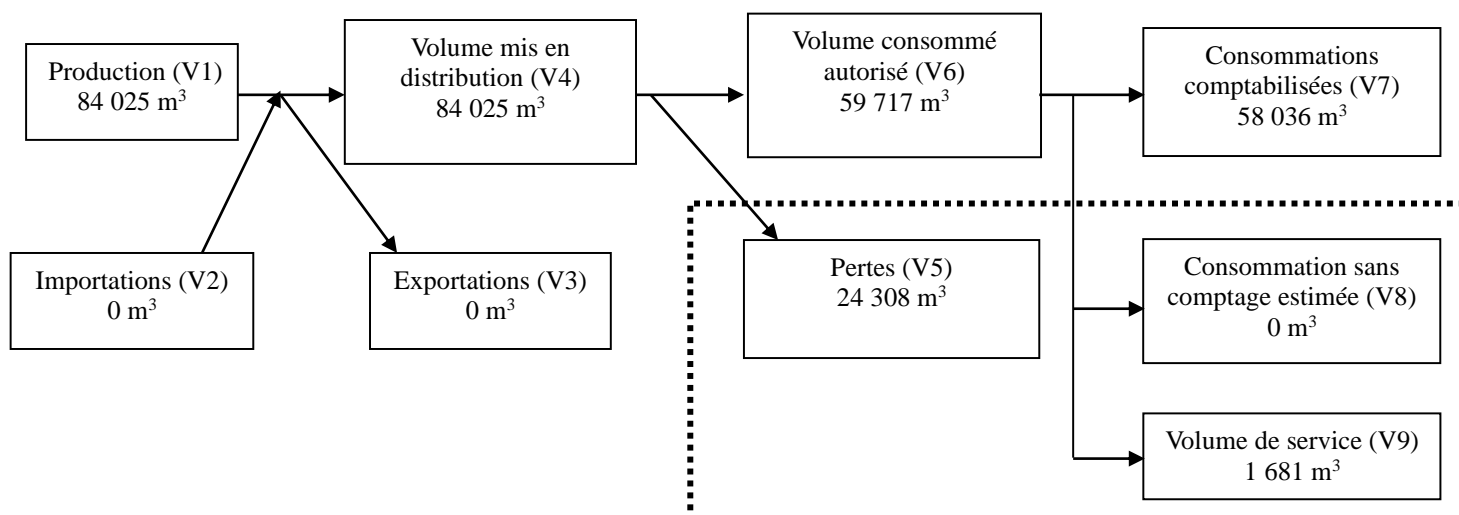 Production (V1)
84 025 m³
Volume mis en
distribution (V4)
84 025 m³
Volume consommé
autorisé (V6)
59 717 m³
Consommations
comptabilisées (V7)
58 036 m³
Importations (V2)
0 m³
Exportations (V3)
0 m³
Pertes (V5)
24 308 m³
Consommation sans
comptage estimée (V8)
0 m³
Volume de service (V9)
1 681 m³